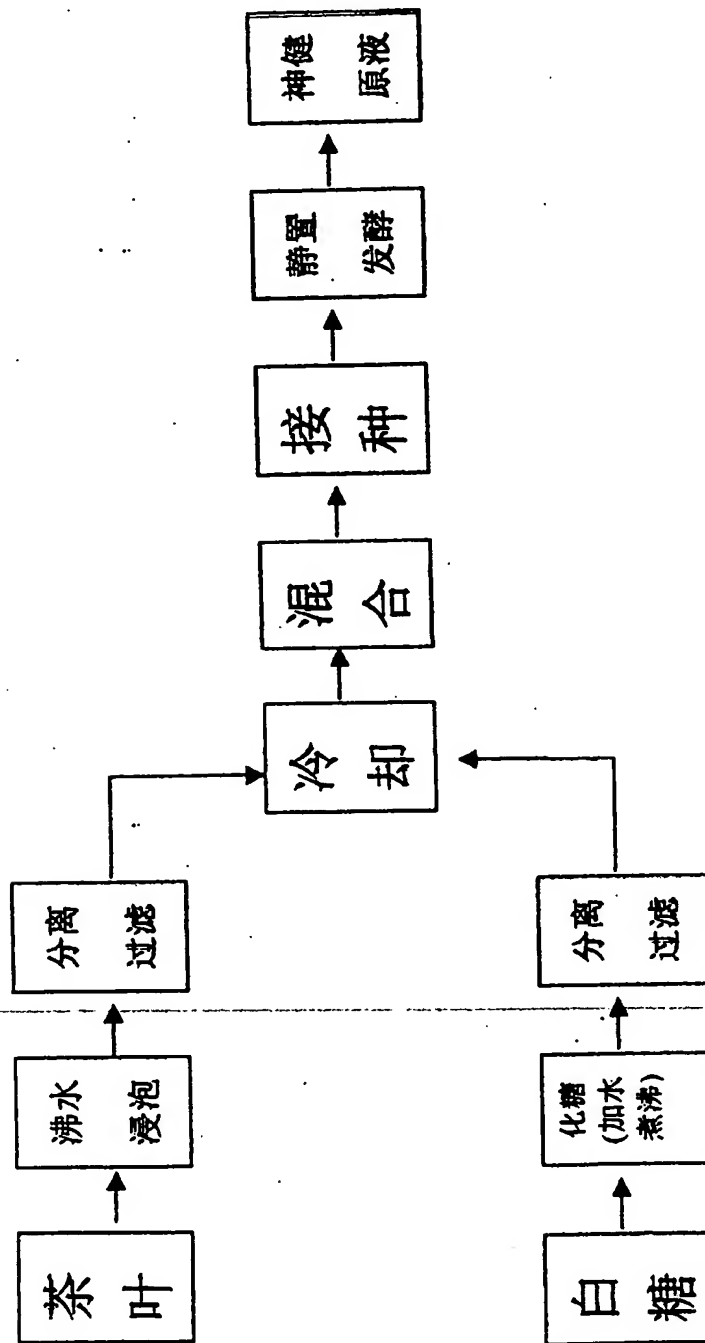 茶
叶
沸水
浸泡
分离
过滤
白
糖
化糖
(加水
煮沸)
分离
过滤
冷
却
混
合
接
种
静置
发酵
神健
原液